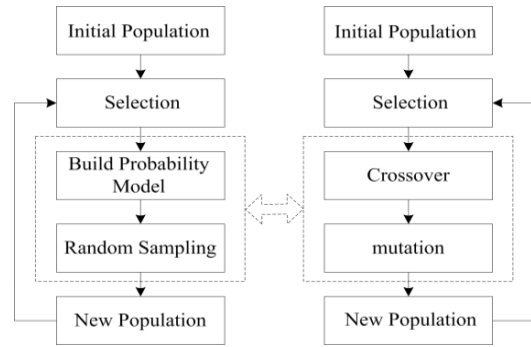 Initial Population
Selection
Build Probability
Model
Random Sampling
New Population
Initial Population
Selection
Crossover
mutation
New Population